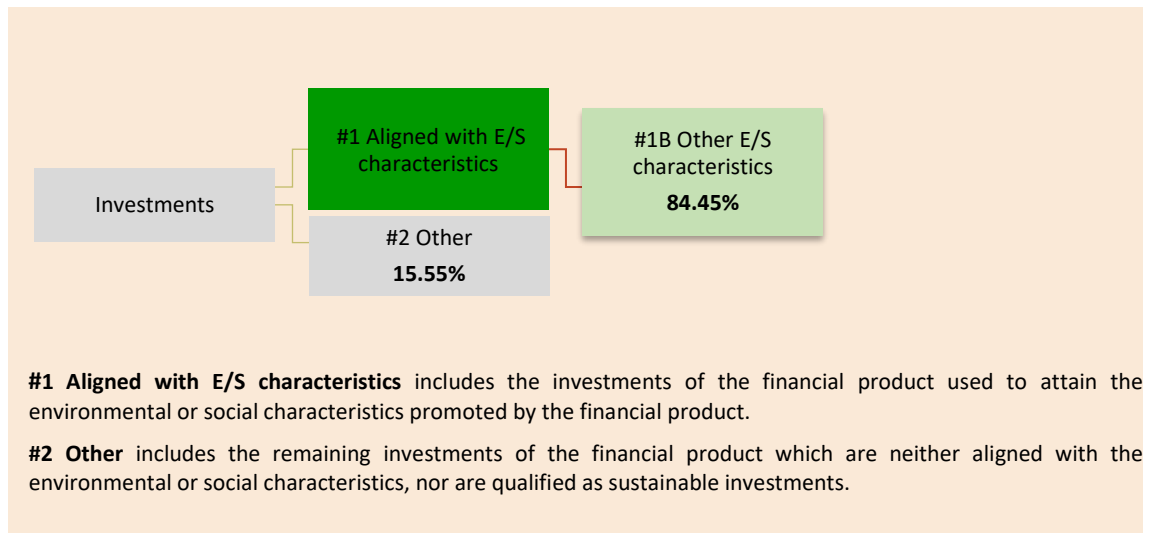 #1 Aligned with E/S
characteristics
#1B Other E/S
characteristics
84.45%
Investments
#2 Other
15.55%
#1 Aligned with E/S characteristics includes the investments of the financial product used to attain the
environmental or social characteristics promoted by the financial product.
#2 Other includes the remaining investments of the financial product which are neither aligned with the
environmental or social characteristics, nor are qualified as sustainable investments.